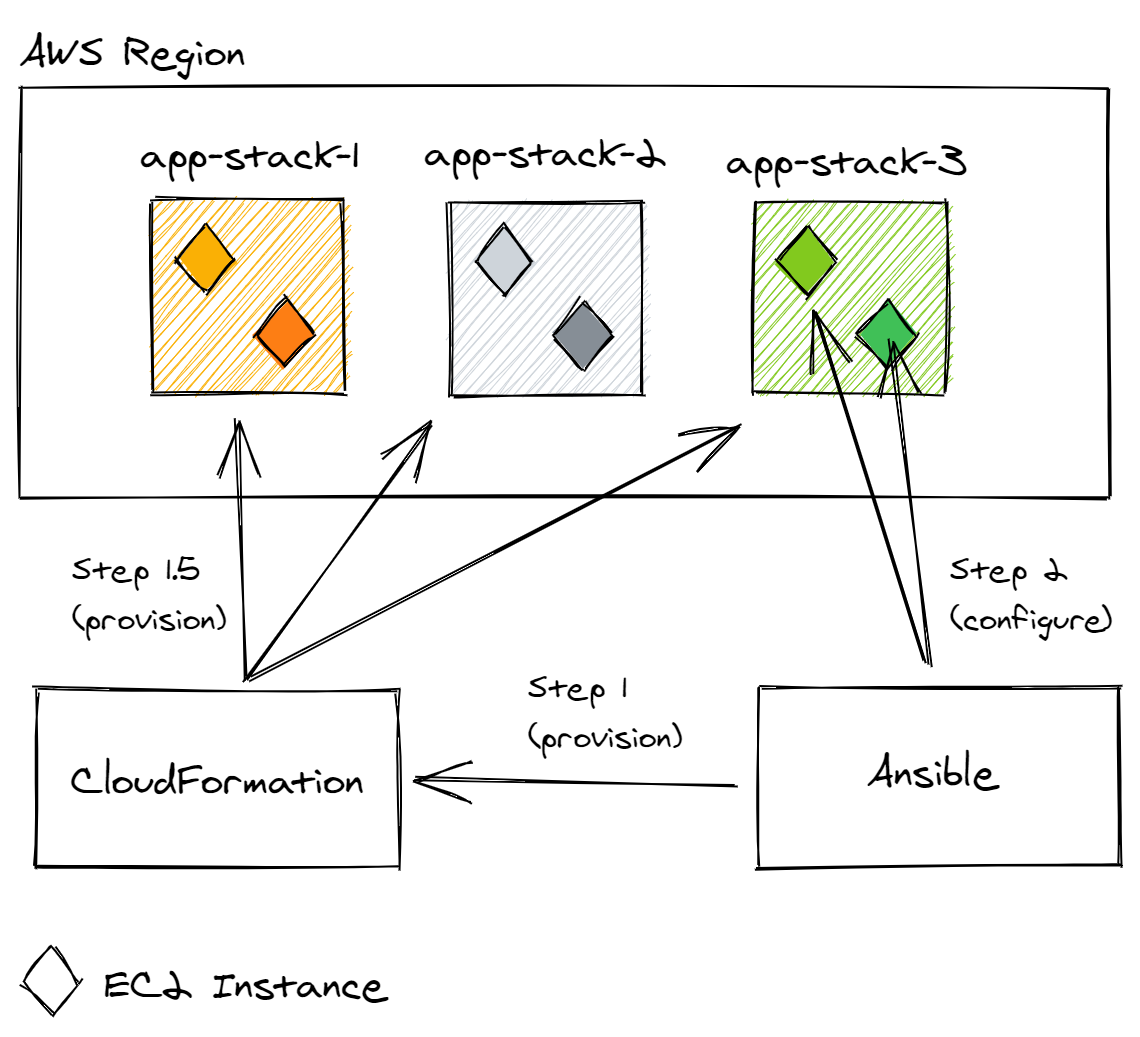 AWS Region
app-stack-1
app-stack-2
app-stack-3
Step 1.5
(provision)
Step 2
(configure)
Step 1
(provision)
CloudFormation
Ansible
EC2 Instance